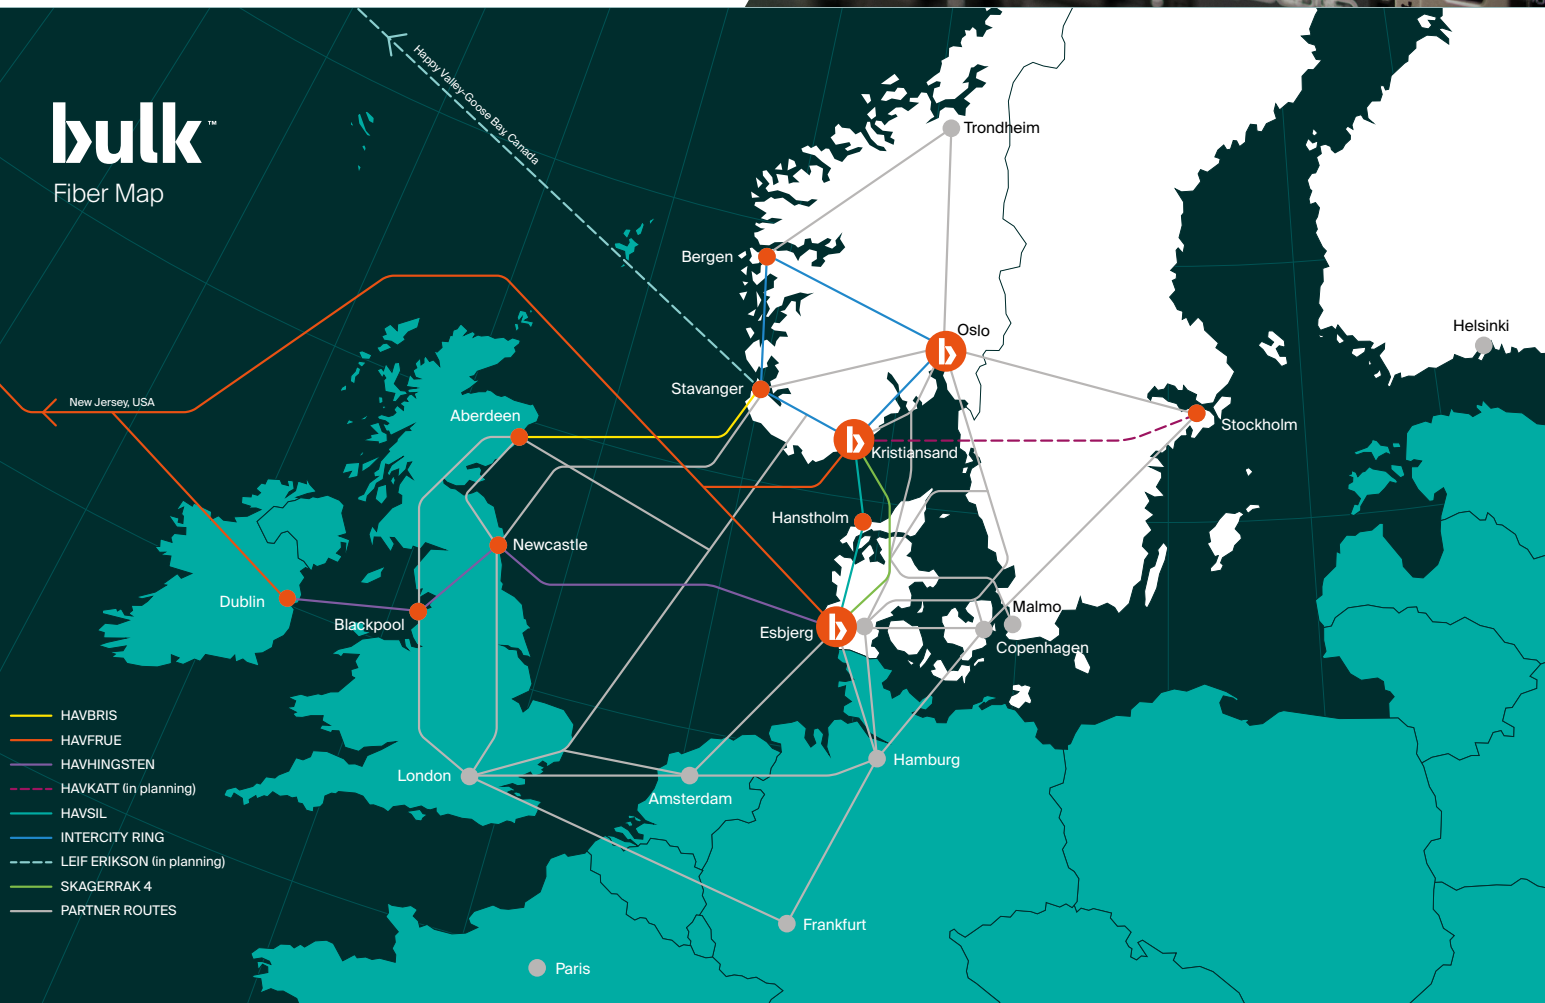 bulk™
Fiber Map
Happy Valley-Goose Bay, Canada
Trondheim
Bergen
Oslo
Helsinki
Stavanger
New Jersey, USA
Aberdeen
Stockholm
Kristiansand
Hanstholm
Newcastle
Dublin
Blackpool
Esbjerg
Malmo
Copenhagen
HAVBRIS
HAVFRUE
HAVHINGSTEN
HAVKATT (in planning)
HAVSIL
INTERCITY RING
LEIF ERIKSON (in planning)
SKAGERRAK 4
PARTNER ROUTES
London
Amsterdam
Hamburg
Frankfurt
Paris